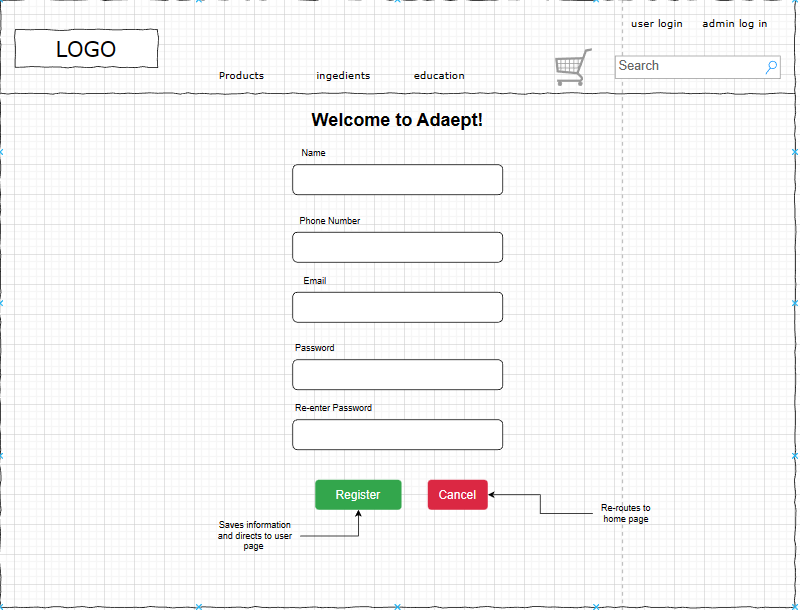 user login admin log in
LOGO
Search
Products ingedients education
Welcome to Adaept!
Name
Phone Number
Email
Password
Re-enter Password
Register Cancel
Saves information
and directs to user
page
Re-routes to
home page